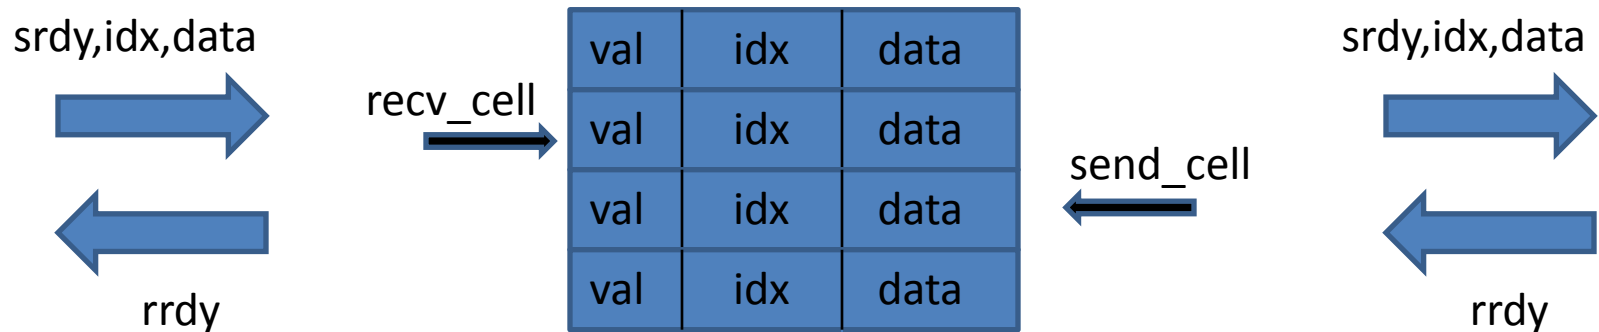 srdy,idx,data
rrdy
recv_cell
val idx data
val idx data
val idx data
val idx data
send_cell
srdy,idx,data
rrdy